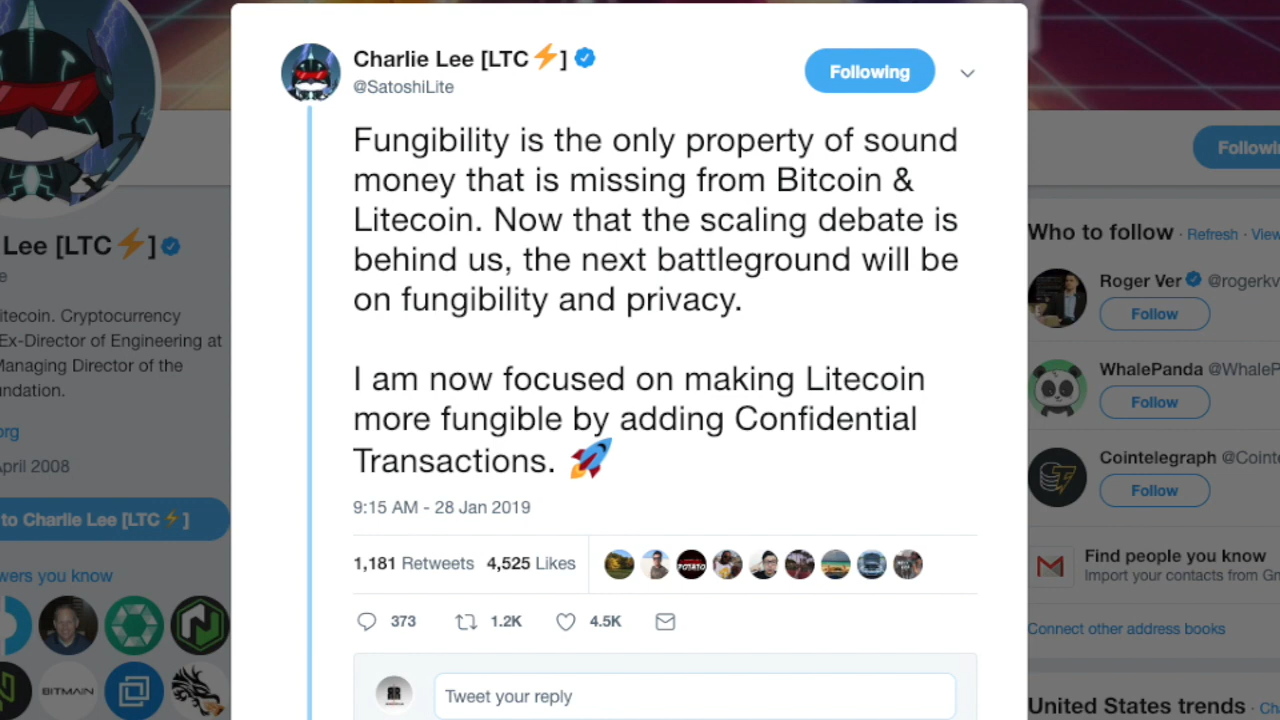 Charlie Lee [LTC⚡]
@SatoshiLite
Following
Fungibility is the only property of sound
money that is missing from Bitcoin &
Litecoin. Now that the scaling debate is
behind us, the next battleground will be
on fungibility and privacy.
I am now focused on making Litecoin
more fungible by adding Confidential
Transactions. 🚀
9:15 AM - 28 Jan 2019
1,181 Retweets 4,525 Likes
POTATO
373 1.2K 4.5K
Tweet your reply
Lee [LTC⚡]
e
itecoin. Cryptocurrency
Ex-Director of Engineering at
Managing Director of the
ndation.
org
April 2008
to Charlie Lee [LTC⚡]
wers you know
BITMAIN
Followi
Who to follow · Refresh · View
Roger Ver @rogerkv
Follow
WhalePanda @WhaleP
Follow
Cointelegraph @Cointe
Follow
Find people you know
Import your contacts from Gm
Connect other address books
United States trends · Ch